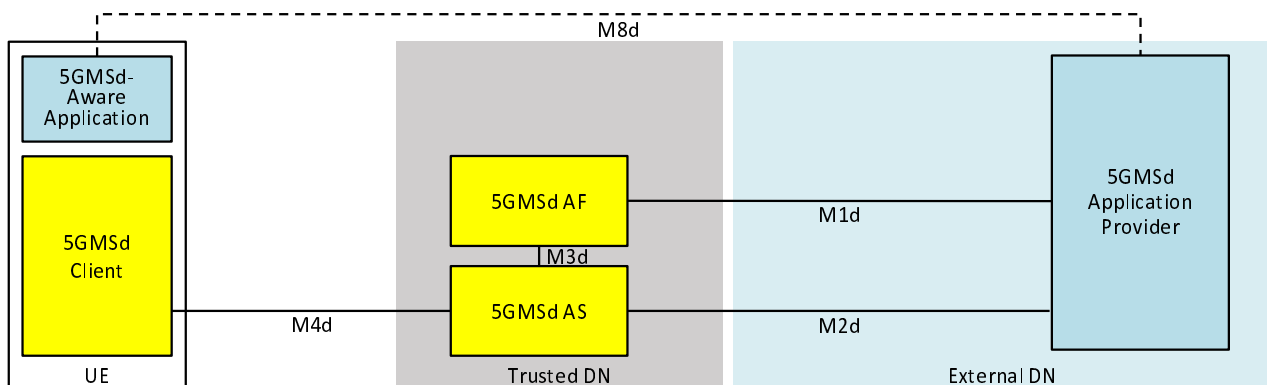 M8d
5GMSd-
Aware
Application
5GMSd
Client
UE
5GMSd AF
M3d
5GMSd AS
Trusted DN
M4d
M1d
M2d
5GMSd
Application
Provider
External DN